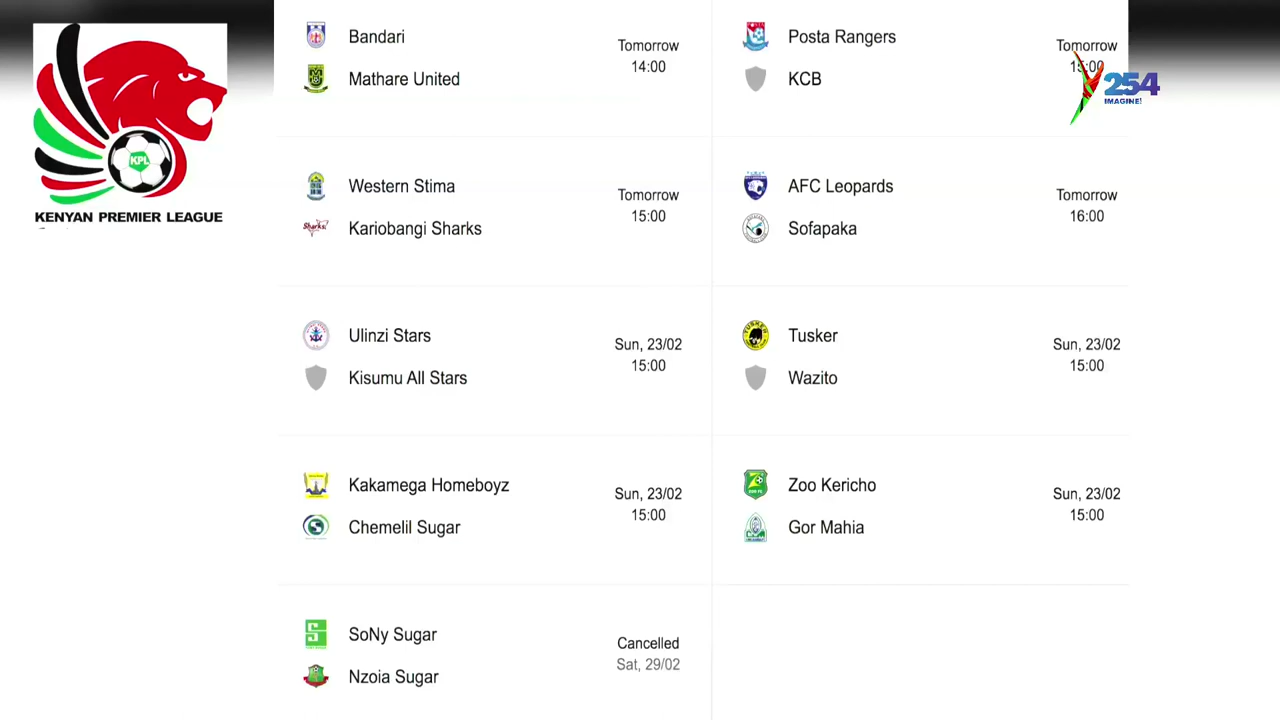 KPL
KENYAN PREMIER LEAGUE
Bandari
Mathare United
Tomorrow
14:00
Posta Rangers
KCB
Tomorrow
15:00
254
IMAGINE!
Western Stima
Kariobangi Sharks
Tomorrow
15:00
AFC Leopards
Sofapaka
Tomorrow
16:00
Ulinzi Stars
Kisumu All Stars
Sun, 23/02
15:00
Tusker
Wazito
Sun, 23/02
15:00
Kakamega Homeboyz
Chemelil Sugar
Sun, 23/02
15:00
Zoo Kericho
Gor Mahia
Sun, 23/02
15:00
SoNy Sugar
Nzoia Sugar
Cancelled
Sat, 29/02